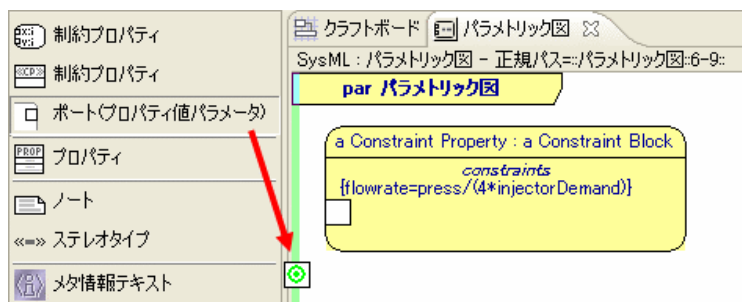 制約プロパティ
«CP»
制約プロパティ
ポート(プロパティ値パラメータ)
PROP
プロパティ
ノート
«=» ステレオタイプ
メタ情報テキスト
クラフトボード パラメトリック図
SysML : パラメトリック図 - 正規パス=::パラメトリック図::6-9::
par パラメトリック図
a Constraint Property : a Constraint Block
constraints
{flowrate=press/(4*injectorDemand)}